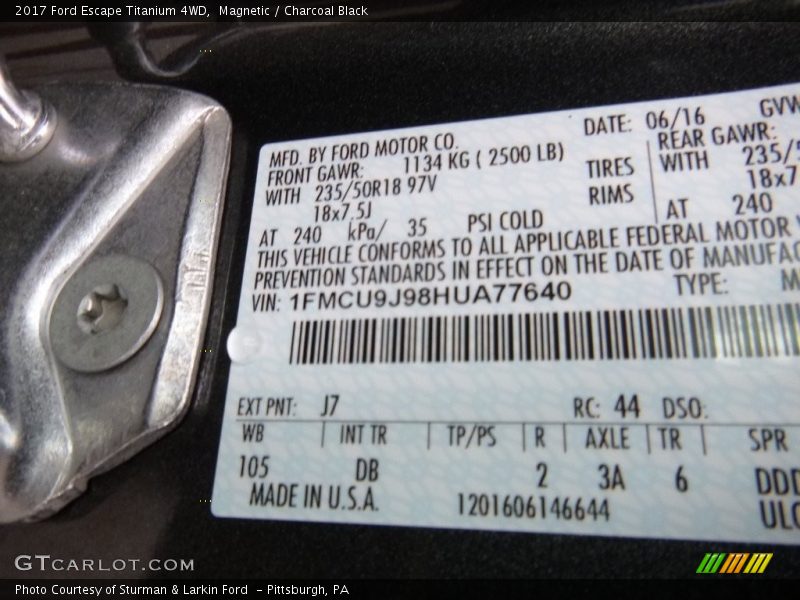 2017 Ford Escape Titanium 4WD, Magnetic / Charcoal Black
MFD. BY FORD MOTOR CO.
DATE: 06/16
FRONT GAWR: 1134 KG ( 2500 LB)
REAR GAWR:
WITH 235/50R18 97V
TIRES WITH
18x7.5J
RIMS
AT 240 kPa/ 35 PSI COLD
AT 240
THIS VEHICLE CONFORMS TO ALL APPLICABLE FEDERAL MOTOR
PREVENTION STANDARDS IN EFFECT ON THE DATE OF
VIN: 1FMCU9J98HUA77640
TYPE:
EXT PNT: J7 RC: 44 DSO:
WB INT TR TP/PS R AXLE TR SPR
105 DB 2 3A 6
MADE IN U.S.A. 1201606146644
GTCARLOT.COM
Photo Courtesy of Sturman & Larkin Ford - Pittsburgh, PA